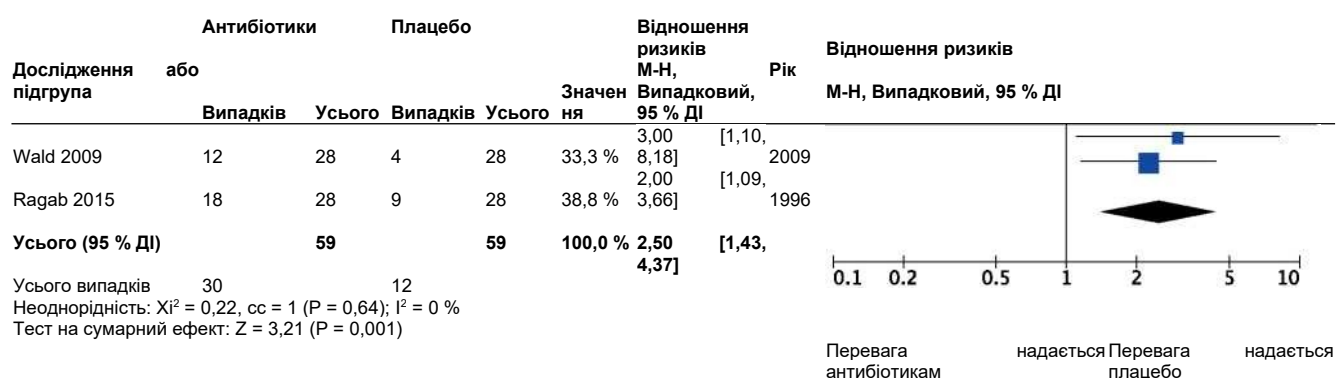 Антибіотики Плацебо Відношення ризиків М-Н, Випадковий, 95 % ДІ Рік Відношення ризиків
Дослідження або підгрупа
Випадків Усього Випадків Усього Значення
М-Н, Випадковий, 95 % ДІ
Wald 2009 12 28 4 28 33,3 % 3,00 [1,10, 8,18] 2009
Ragab 2015 18 28 9 28 38,8 % 2,00 [1,09, 3,66] 1996
Усього (95 % ДІ) 59 59 100,0 % 2,50 [1,43, 4,37]
Усього випадків 30 12
Неоднорідність: Xi² = 0,22, сс = 1 (P = 0,64); I² = 0 %
Тест на сумарний ефект: Z = 3,21 (P = 0,001)
0.1 0.2 0.5 1 2 5 10
Перевага надається антибіотикам
Перевага надається плацебо